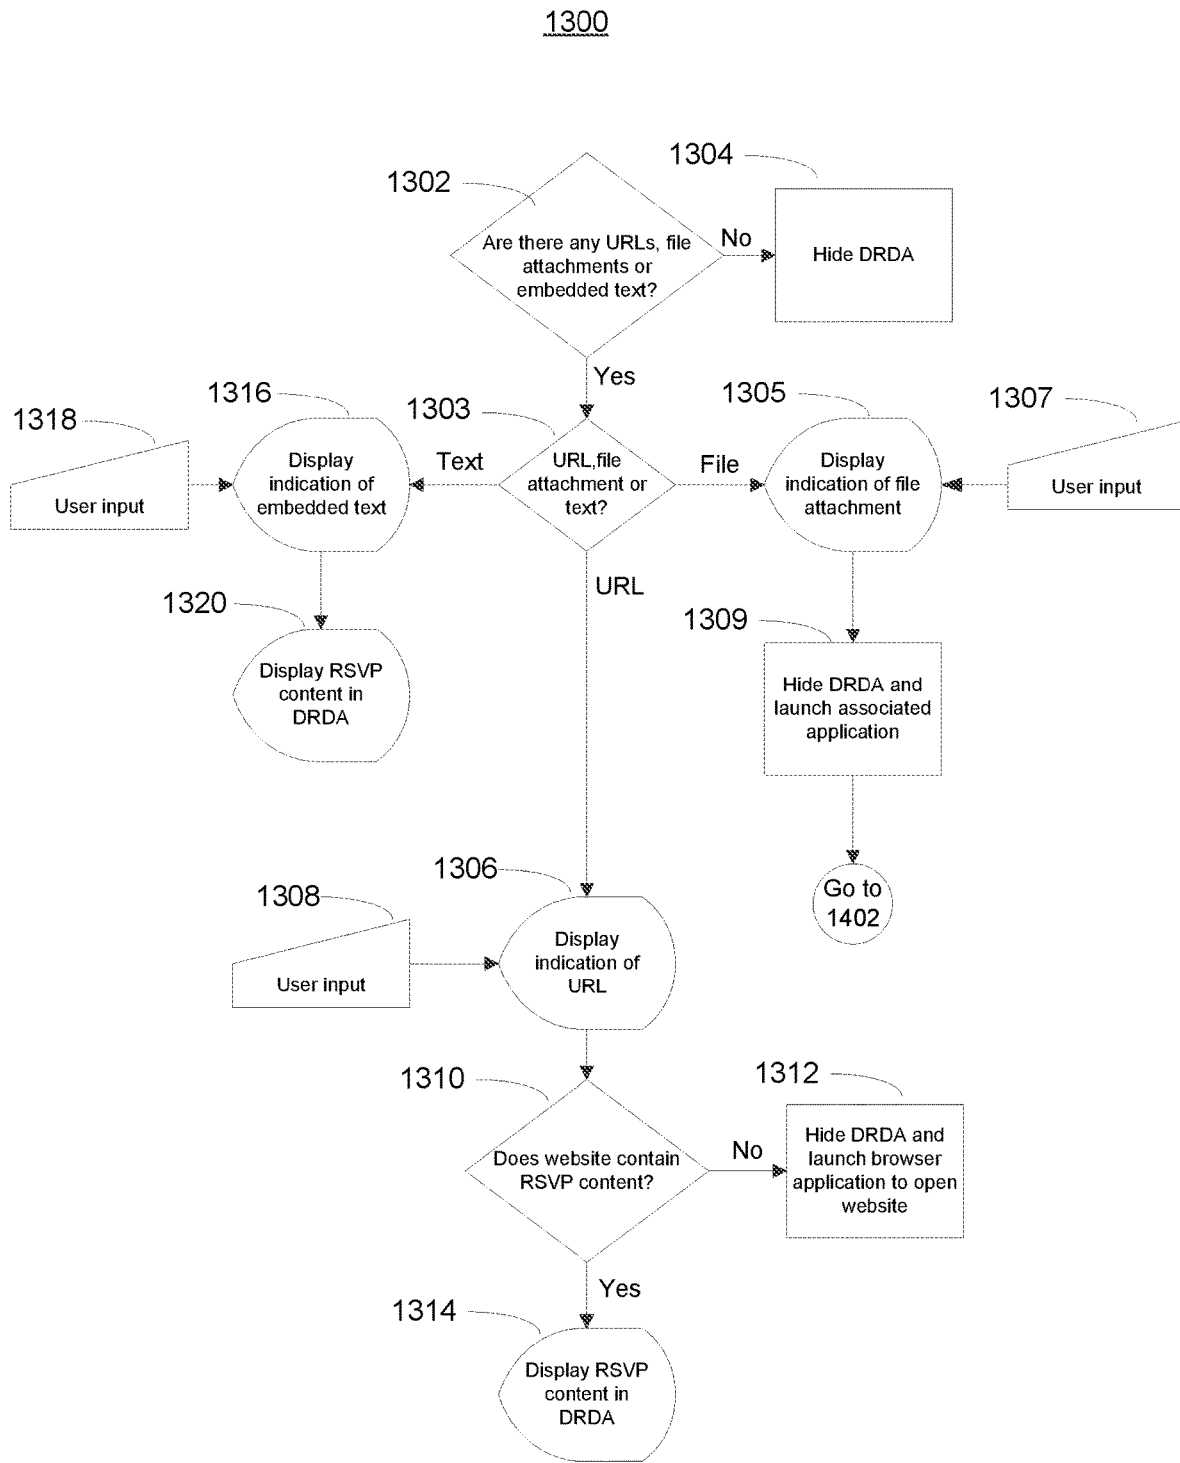 1300
1302
1304
Are there any URLs, file
attachments or
embedded text?
No
Hide DRDA
Yes
1316
1303
1305
1307
1318
Display
indication of
embedded text
Text
URL,file
attachment or
text?
File
Display
indication of file
attachment
User input
User input
URL
1320
1309
Display RSVP
content in
DRDA
Hide DRDA and
launch associated
application
1306
1308
Go to
1402
Display
indication of
URL
User input
1310
1312
Does website contain
RSVP content?
No
Hide DRDA and
launch browser
application to open
website
Yes
1314
Display RSVP
content in
DRDA